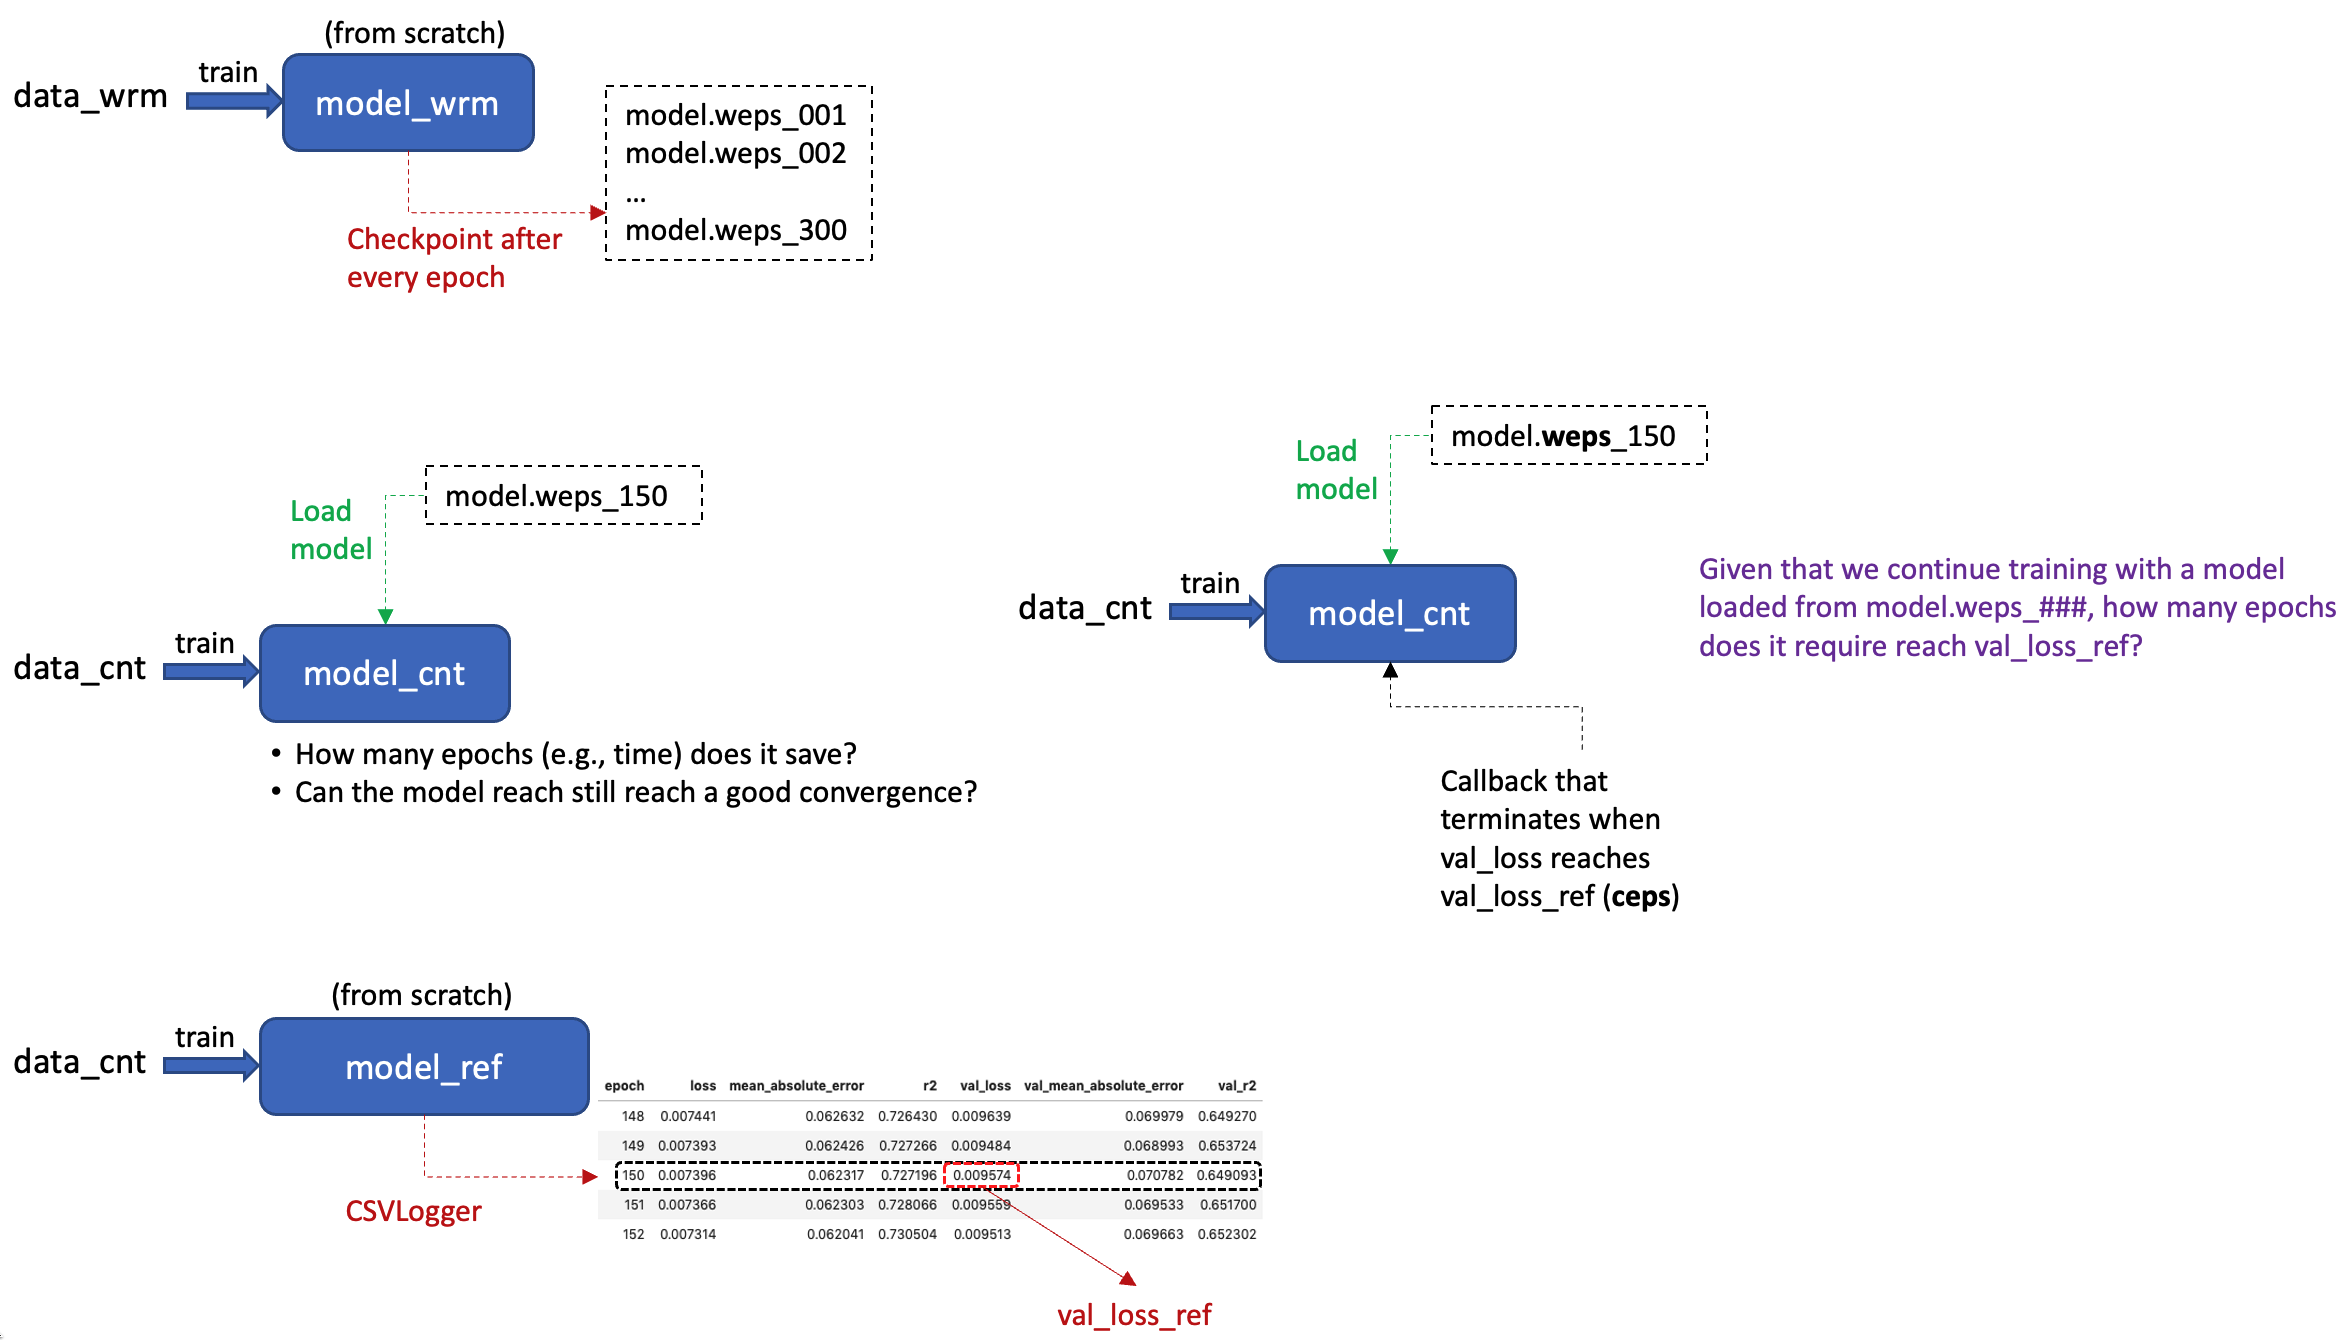 (from scratch)
data_wrm
train
model_wrm
model.weps_001
model.weps_002
...
model.weps_300
Checkpoint after
every epoch
model.weps_150
Load
model
data_cnt
train
model_cnt
• How many epochs (e.g., time) does it save?
• Can the model reach still reach a good convergence?
model.weps_150
Load
model
data_cnt
train
model_cnt
Given that we continue training with a model
loaded from model.weps_###, how many epochs
does it require reach val_loss_ref?
Callback that
terminates when
val_loss reaches
val_loss_ref (ceps)
(from scratch)
data_cnt
train
model_ref
CSVLogger
epoch loss mean_absolute_error r2 val_loss val_mean_absolute_error val_r2
148 0.007441 0.062632 0.726430 0.009639 0.069979 0.649270
149 0.007393 0.062426 0.727266 0.009484 0.068993 0.653724
150 0.007396 0.062317 0.727196 0.009574 0.070782 0.649093
151 0.007366 0.062303 0.728066 0.009559 0.069533 0.651700
152 0.007314 0.062041 0.730504 0.009513 0.069663 0.652302
val_loss_ref